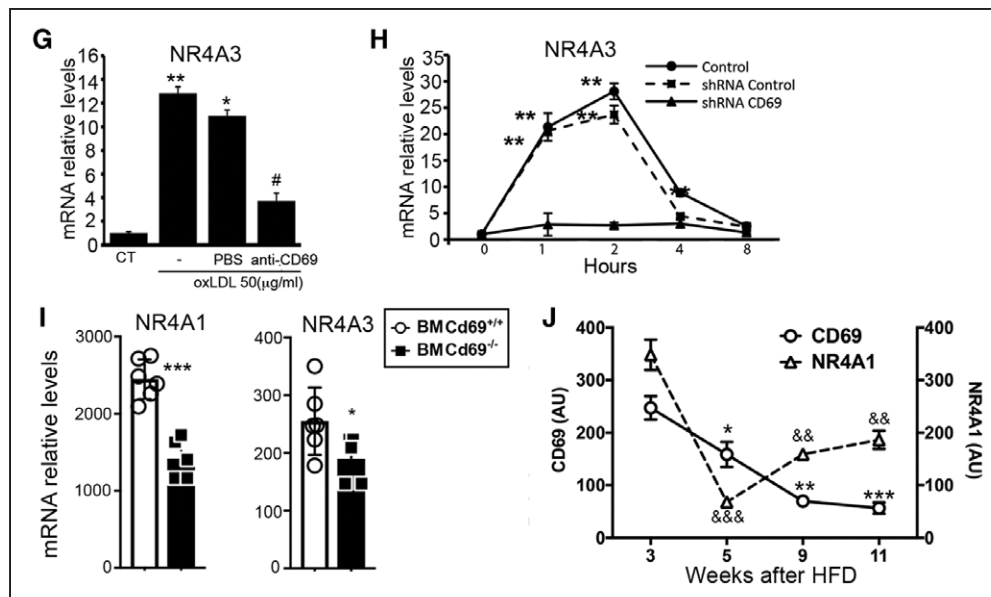 G
NR4A3
mRNA relative levels
16
14
12
10
8
6
4
2
0
**
*
#
CT
-
PBS
anti-CD69
oxLDL 50(µg/ml)
H
NR4A3
mRNA relative levels
35
30
25
20
15
10
5
0
**
**
**
**
**
0
1
2
4
8
Hours
Control
shRNA Control
shRNA CD69
I
NR4A1
mRNA relative levels
3000
2000
1000
0
***
NR4A3
400
300
200
100
0
*
BMCd69+/+
BMCd69-/-
J
CD69 (AU)
400
300
200
100
0
CD69
NR4A1
*
&&&
&&
**
&&
***
400
300
200
100
0
NR4A1 (AU)
3
5
9
11
Weeks after HFD